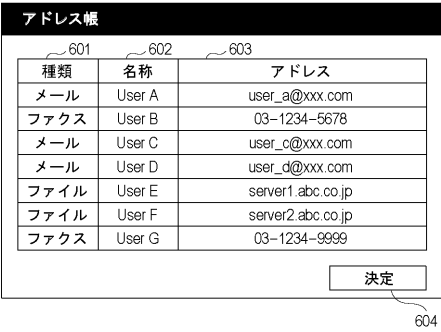 アドレス帳
601 602 603
種類 名称 アドレス
メール User A user_a@xxx.com
ファクス User B 03-1234-5678
メール User C user_c@xxx.com
メール User D user_d@xxx.com
ファイル User E server1.abc.co.jp
ファイル User F server2.abc.co.jp
ファクス User G 03-1234-9999
決定
604